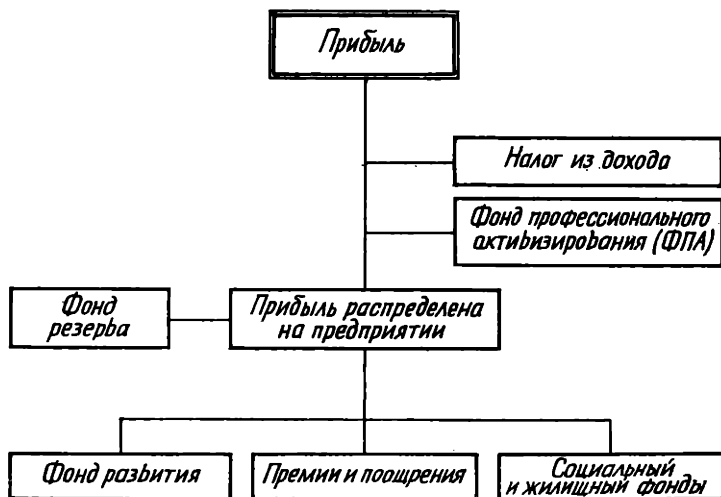 Прибыль
Налог из дохода
Фонд профессионального
активизирования (ФПА)
Фонд
резерва
Прибыль распределена
на предприятии
Фонд развития
Премии и поощрения
Социальный
и жилищный фонды